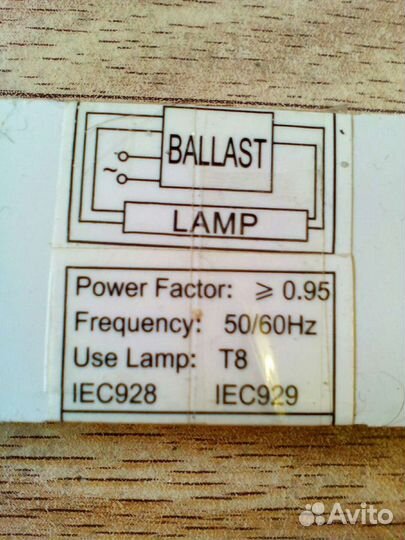 BALLAST
~
LAMP
Power Factor: ⩾ 0.95
Frequency: 50/60Hz
Use Lamp: T8
IEC928 IEC929
Avito